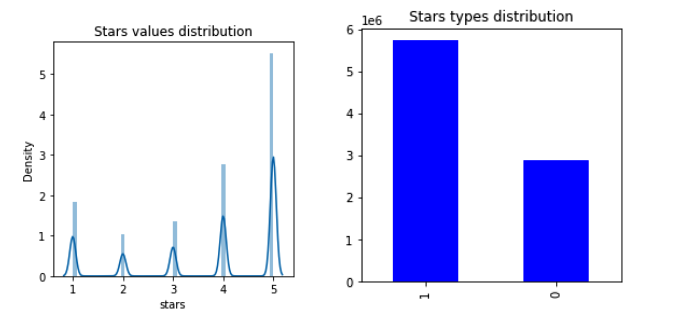 Stars values distribution
5
4
3
2
1
0
Density
1 2 3 4 5
stars
Stars types distribution
1e6
6
5
4
3
2
1
0
1 0